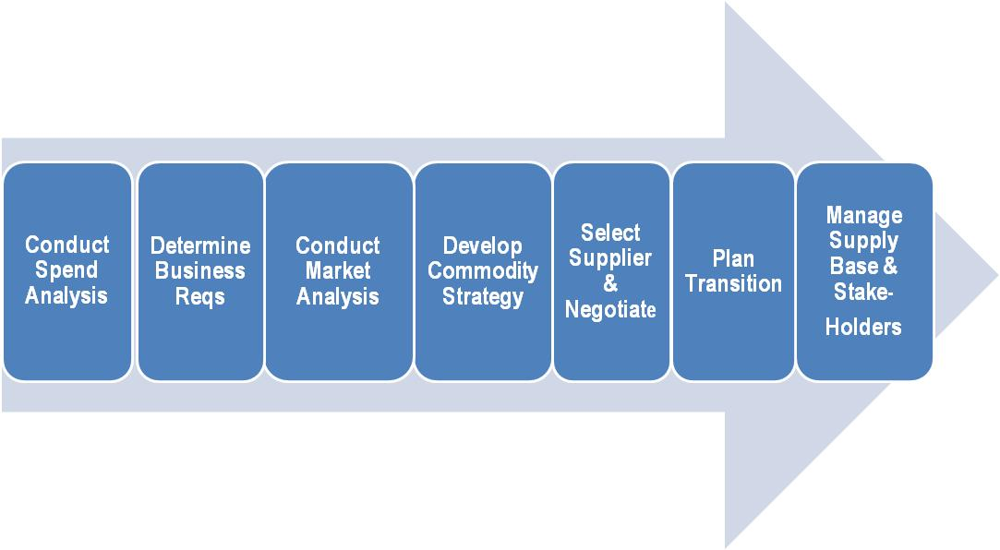 Conduct
Spend
Analysis
Determine
Business
Reqs
Conduct
Market
Analysis
Develop
Commodity
Strategy
Select
Supplier
&
Negotiate
Plan
Transition
Manage
Supply
Base &
Stake-
Holders